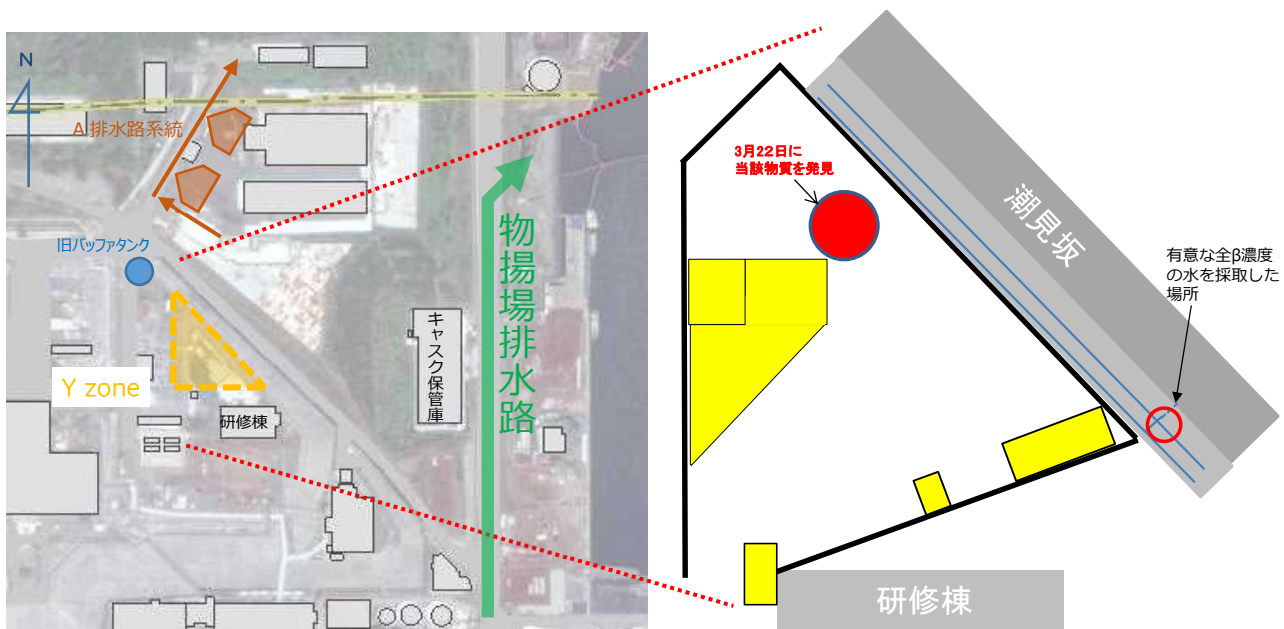 N
A排水路系統
旧バッファタンク
Y zone
研修棟
キャスク保管庫
物揚場排水路
3月22日に
当該物質を発見
潮見坂
有意な全β濃度
の水を採取した
場所
研修棟